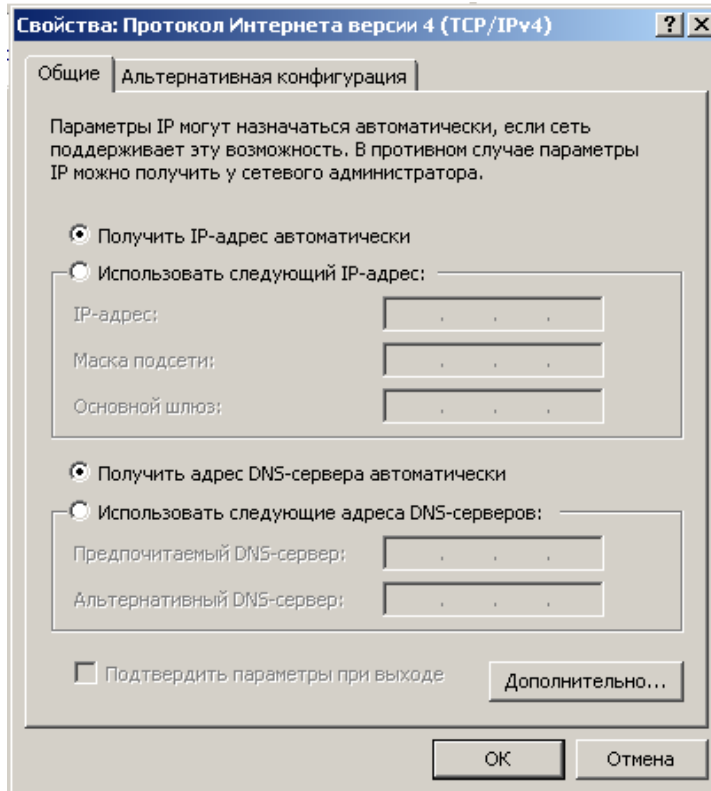 Свойства: Протокол Интернета версии 4 (TCP/IPv4)
Общие
Альтернативная конфигурация
Параметры IP могут назначаться автоматически, если сеть
поддерживает эту возможность. В противном случае параметры
IP можно получить у сетевого администратора.
Получить IP-адрес автоматически
Использовать следующий IP-адрес:
IP-адрес:
Маска подсети:
Основной шлюз:
Получить адрес DNS-сервера автоматически
Использовать следующие адреса DNS-серверов:
Предпочитаемый DNS-сервер:
Альтернативный DNS-сервер:
Подтвердить параметры при выходе
Дополнительно...
ОК
Отмена